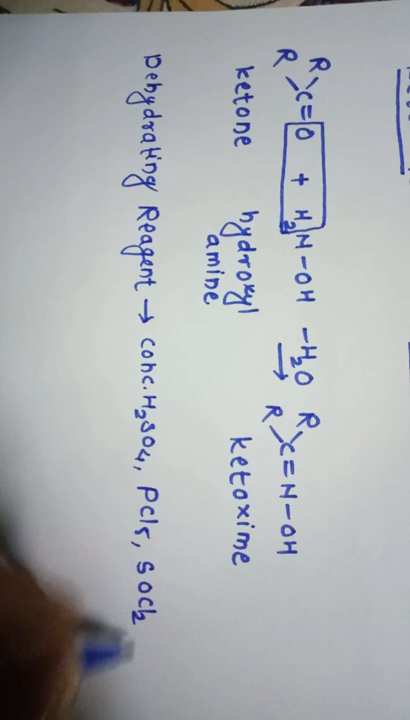 R R
C=O + H2N-OH -H2O → R R C=N-OH
ketone hydroxyl amine ketoxime
Dehydrating Reagent → conc. H2SO4, PCl5, SOCl2